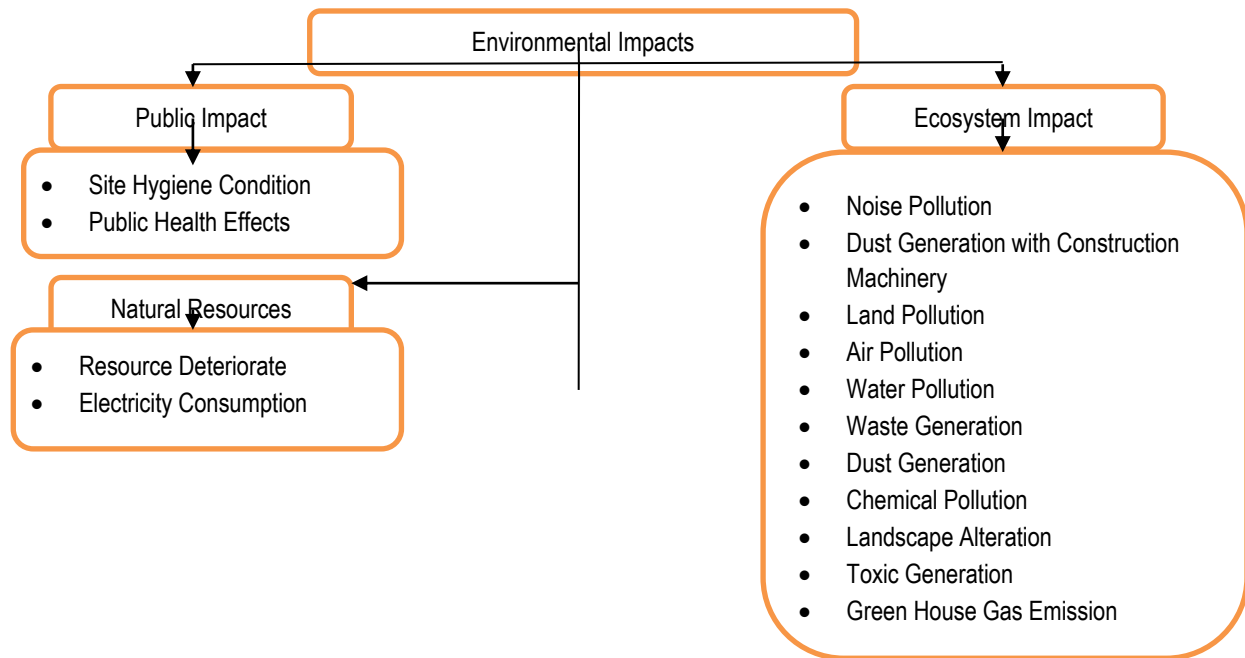 Environmental Impacts
Public Impact
• Site Hygiene Condition
• Public Health Effects
Natural Resources
• Resource Deteriorate
• Electricity Consumption
Ecosystem Impact
• Noise Pollution
• Dust Generation with Construction
Machinery
• Land Pollution
• Air Pollution
• Water Pollution
• Waste Generation
• Dust Generation
• Chemical Pollution
• Landscape Alteration
• Toxic Generation
• Green House Gas Emission